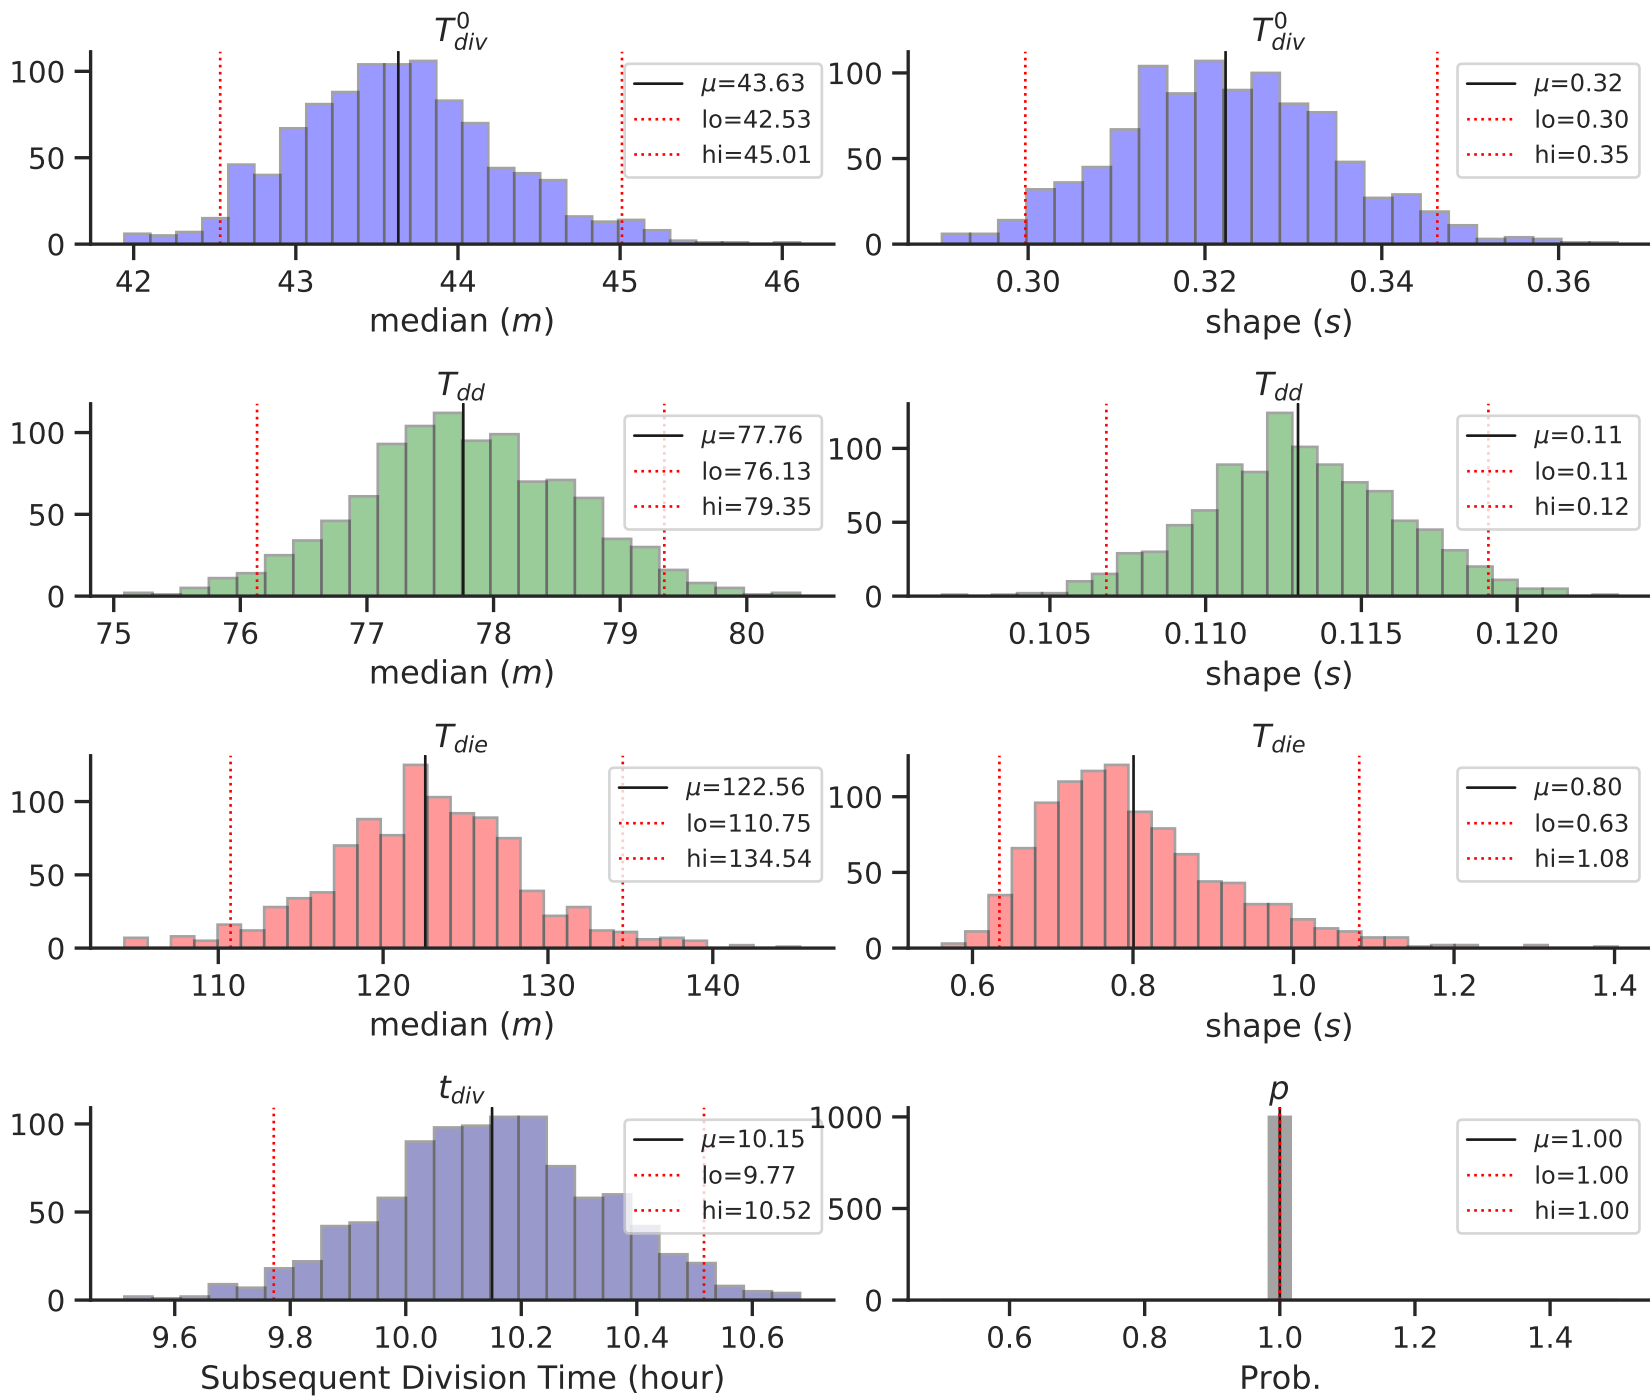 T⁰div
100
50
0
μ=43.63
lo=42.53
hi=45.01
42 43 44 45 46
median (m)
T⁰div
100
50
0
μ=0.32
lo=0.30
hi=0.35
0.30 0.32 0.34 0.36
shape (s)
Tdd
100
50
0
μ=77.76
lo=76.13
hi=79.35
75 76 77 78 79 80
median (m)
Tdd
100
50
0
μ=0.11
lo=0.11
hi=0.12
0.105 0.110 0.115 0.120
shape (s)
Tdie
100
50
0
μ=122.56
lo=110.75
hi=134.54
110 120 130 140
median (m)
Tdie
100
50
0
μ=0.80
lo=0.63
hi=1.08
0.6 0.8 1.0 1.2 1.4
shape (s)
tdiv
100
50
0
μ=10.15
lo=9.77
hi=10.52
9.6 9.8 10.0 10.2 10.4 10.6
Subsequent Division Time (hour)
p
1000
500
0
μ=1.00
lo=1.00
hi=1.00
0.6 0.8 1.0 1.2 1.4
Prob.